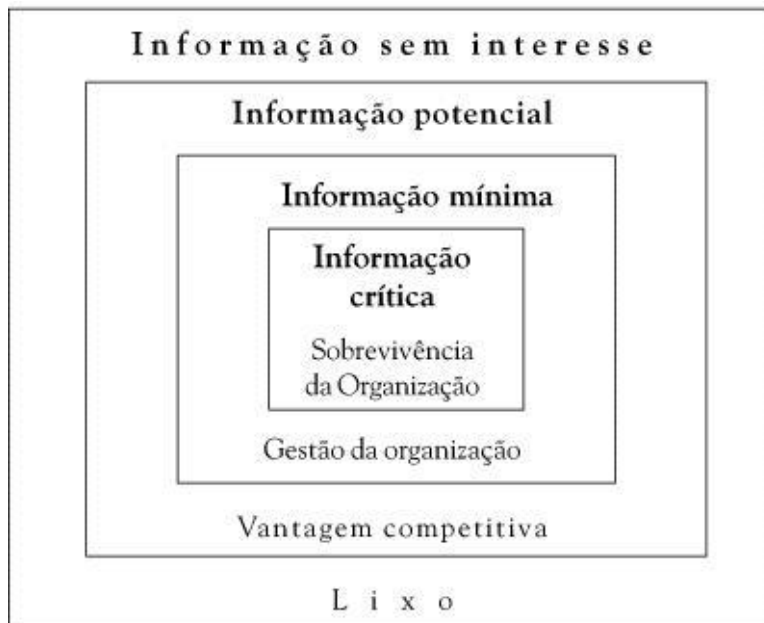 Informação sem interesse
Informação potencial
Informação mínima
Informação
crítica
Sobrevivência
da Organização
Gestão da organização
Vantagem competitiva
Lixo